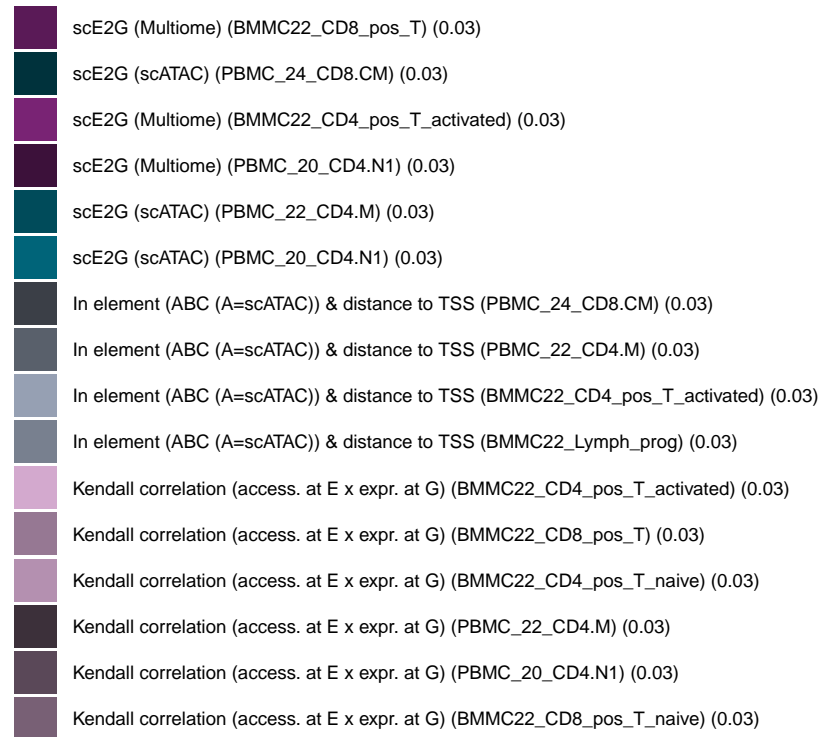 scE2G (Multiome) (BMMC22_CD8_pos_T) (0.03)
scE2G (scATAC) (PBMC_24_CD8.CM) (0.03)
scE2G (Multiome) (BMMC22_CD4_pos_T_activated) (0.03)
scE2G (Multiome) (PBMC_20_CD4.N1) (0.03)
scE2G (scATAC) (PBMC_22_CD4.M) (0.03)
scE2G (scATAC) (PBMC_20_CD4.N1) (0.03)
In element (ABC (A=scATAC)) & distance to TSS (PBMC_24_CD8.CM) (0.03)
In element (ABC (A=scATAC)) & distance to TSS (PBMC_22_CD4.M) (0.03)
In element (ABC (A=scATAC)) & distance to TSS (BMMC22_CD4_pos_T_activated) (0.03)
In element (ABC (A=scATAC)) & distance to TSS (BMMC22_Lymph_prog) (0.03)
Kendall correlation (access. at E x expr. at G) (BMMC22_CD4_pos_T_activated) (0.03)
Kendall correlation (access. at E x expr. at G) (BMMC22_CD8_pos_T) (0.03)
Kendall correlation (access. at E x expr. at G) (BMMC22_CD4_pos_T_naive) (0.03)
Kendall correlation (access. at E x expr. at G) (PBMC_22_CD4.M) (0.03)
Kendall correlation (access. at E x expr. at G) (PBMC_20_CD4.N1) (0.03)
Kendall correlation (access. at E x expr. at G) (BMMC22_CD8_pos_T_naive) (0.03)